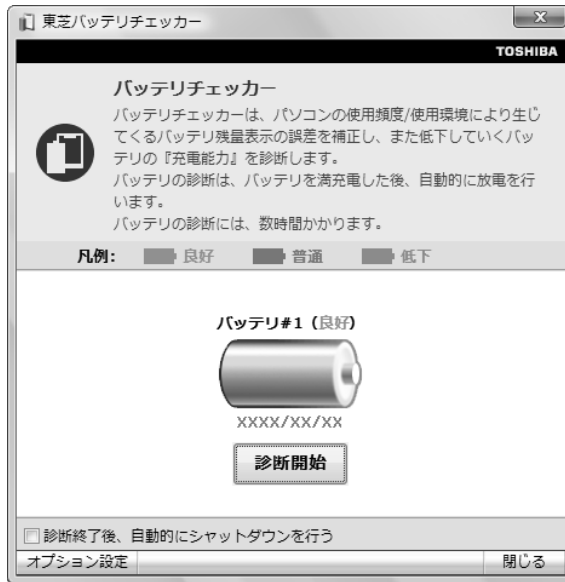 東芝バッテリチェッカー
TOSHIBA
バッテリチェッカー
バッテリチェッカーは、パソコンの使用頻度/使用環境により生じ
てくるバッテリ残量表示の誤差を補正し、また低下していくバッ
テリの『充電能力』を診断します。
バッテリの診断は、バッテリを満充電した後、自動的に放電を行
います。
バッテリの診断には、数時間かかります。
凡例: 良好 普通 低下
バッテリ#1（良好)
XXXX/XX/XX
診断開始
診断終了後、自動的にシャットダウンを行う
オプション設定 閉じる